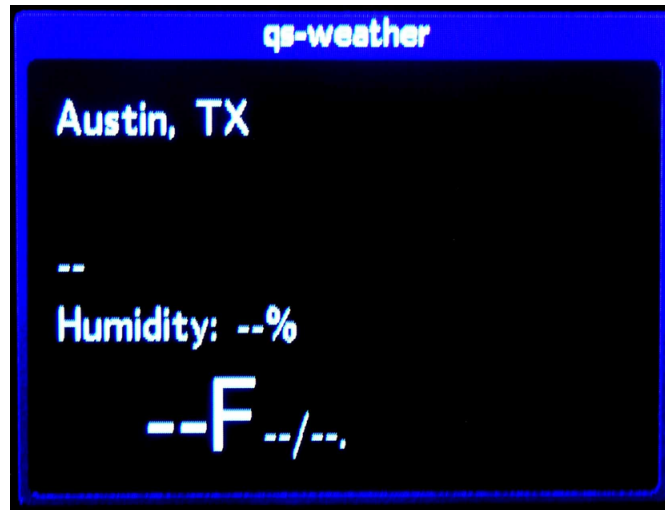 qs-weather
Austin, TX
--
Humidity: --%
--F --/--.